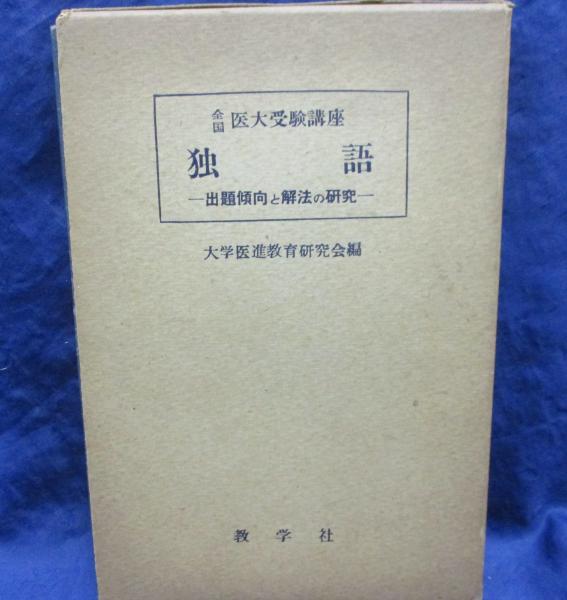 全国 医大受験講座
独語
―出題傾向と解法の研究―
大学医進教育研究会編
教学社